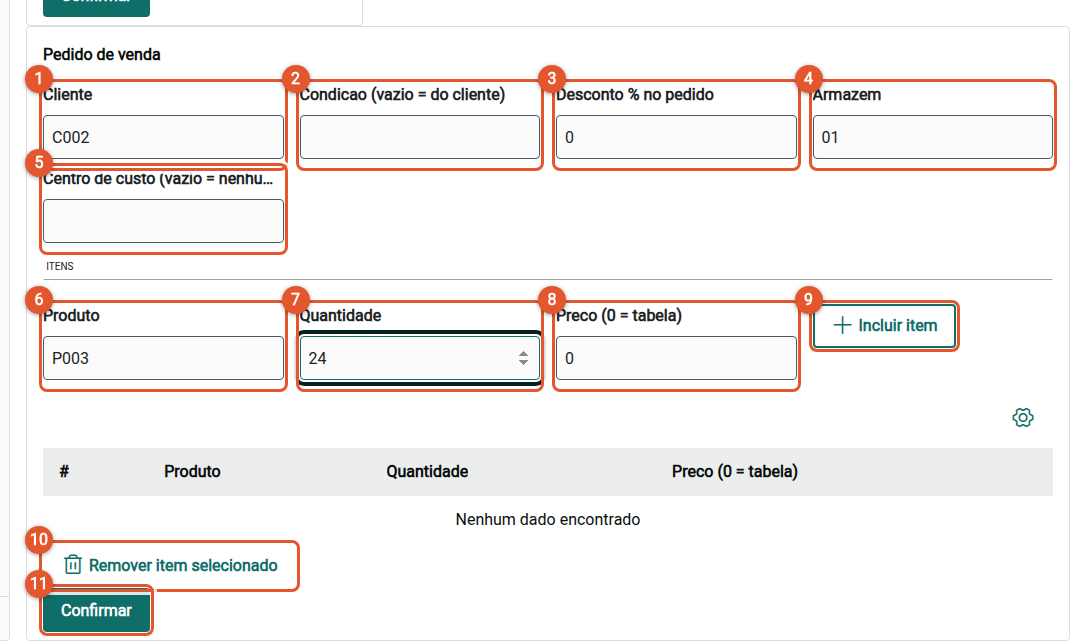 Pedido de venda
1 2 3 4
Cliente Condicao (vazio = do cliente) Desconto % no pedido Armazem
C002 0 01
5
Centro de custo (vazio = nenhu...
ITENS
6 7 8 9
Produto Quantidade Preco (0 = tabela) Incluir item
P003 24 0
# Produto Quantidade Preco (0 = tabela)
Nenhum dado encontrado
10
Remover item selecionado
11
Confirmar